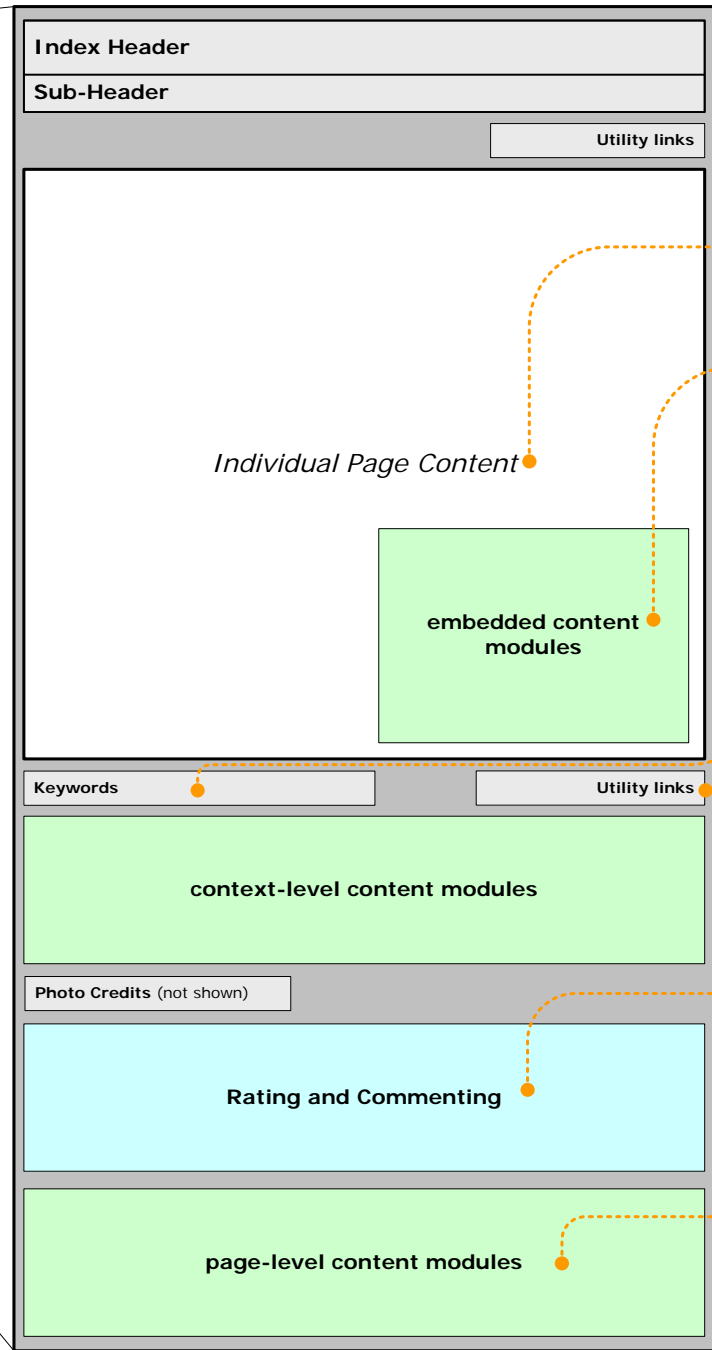 Index Header
Sub-Header
Utility links
Individual Page Content
embedded content
modules
Keywords
Utility links
context-level content modules
Photo Credits (not shown)
Rating and Commenting
page-level content modules